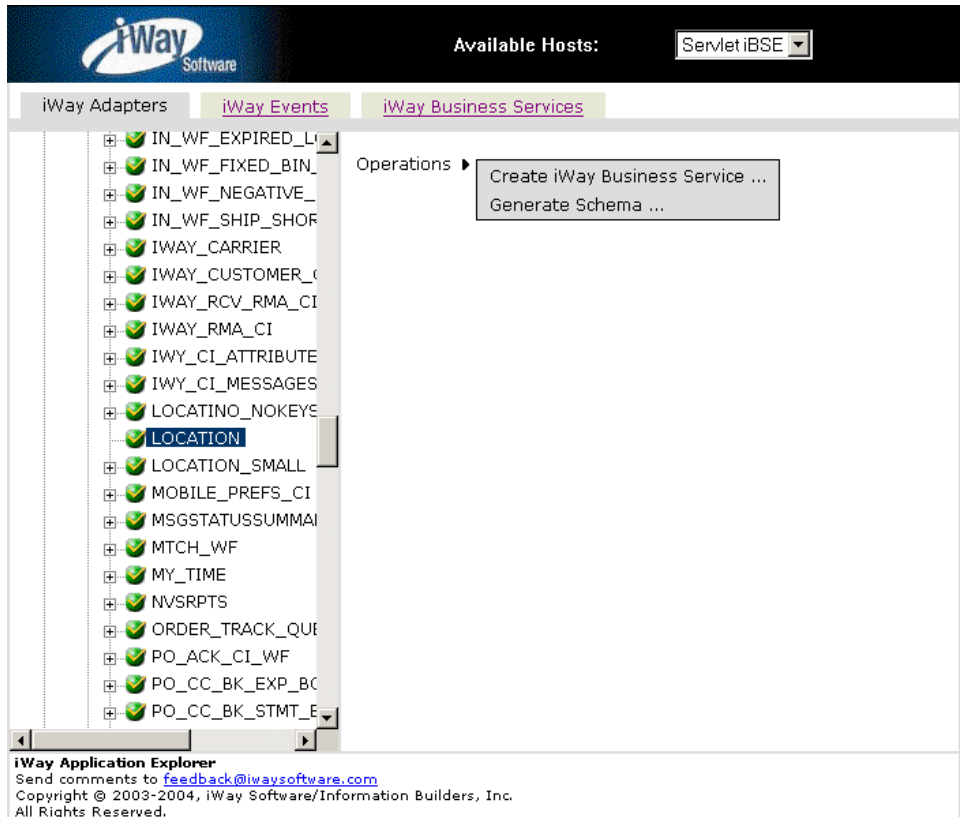 iWay
Software
Available Hosts:
Servlet iBSE
iWay Adapters
iWay Events
iWay Business Services
IN_WF_EXPIRED_L
IN_WF_FIXED_BIN_
IN_WF_NEGATIVE_
IN_WF_SHIP_SHOR
IWAY_CARRIER
IWAY_CUSTOMER_
IWAY_RCV_RMA_CI
IWAY_RMA_CI
IWY_CI_ATTRIBUTE
IWY_CI_MESSAGES
LOCATINO_NOKEYS
LOCATION
LOCATION_SMALL
MOBILE_PREFS_CI
MSGSTATUSSUMMA
MTCH_WF
MY_TIME
NVSRPTS
ORDER_TRACK_QUE
PO_ACK_CI_WF
PO_CC_BK_EXP_BO
PO_CC_BK_STMT_E
Operations
Create iWay Business Service ...
Generate Schema ...
iWay Application Explorer
Send comments to feedback@iwaysoftware.com
Copyright © 2003-2004, iWay Software/Information Builders, Inc.
All Rights Reserved.